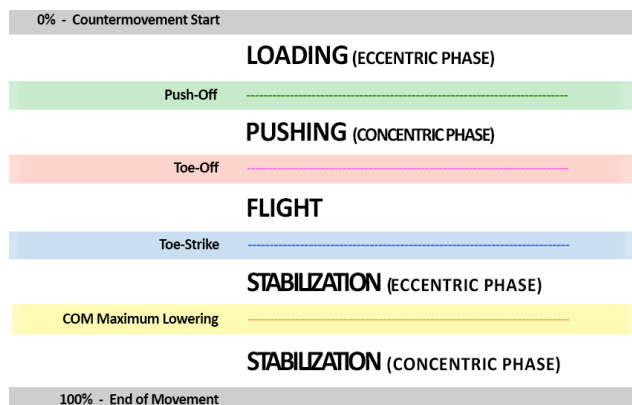 0% - Countermovement Start
LOADING (ECCENTRIC PHASE)
Push-Off
PUSHING (CONCENTRIC PHASE)
Toe-Off
FLIGHT
Toe-Strike
STABILIZATION (ECCENTRIC PHASE)
COM Maximum Lowering
STABILIZATION (CONCENTRIC PHASE)
100% - End of Movement